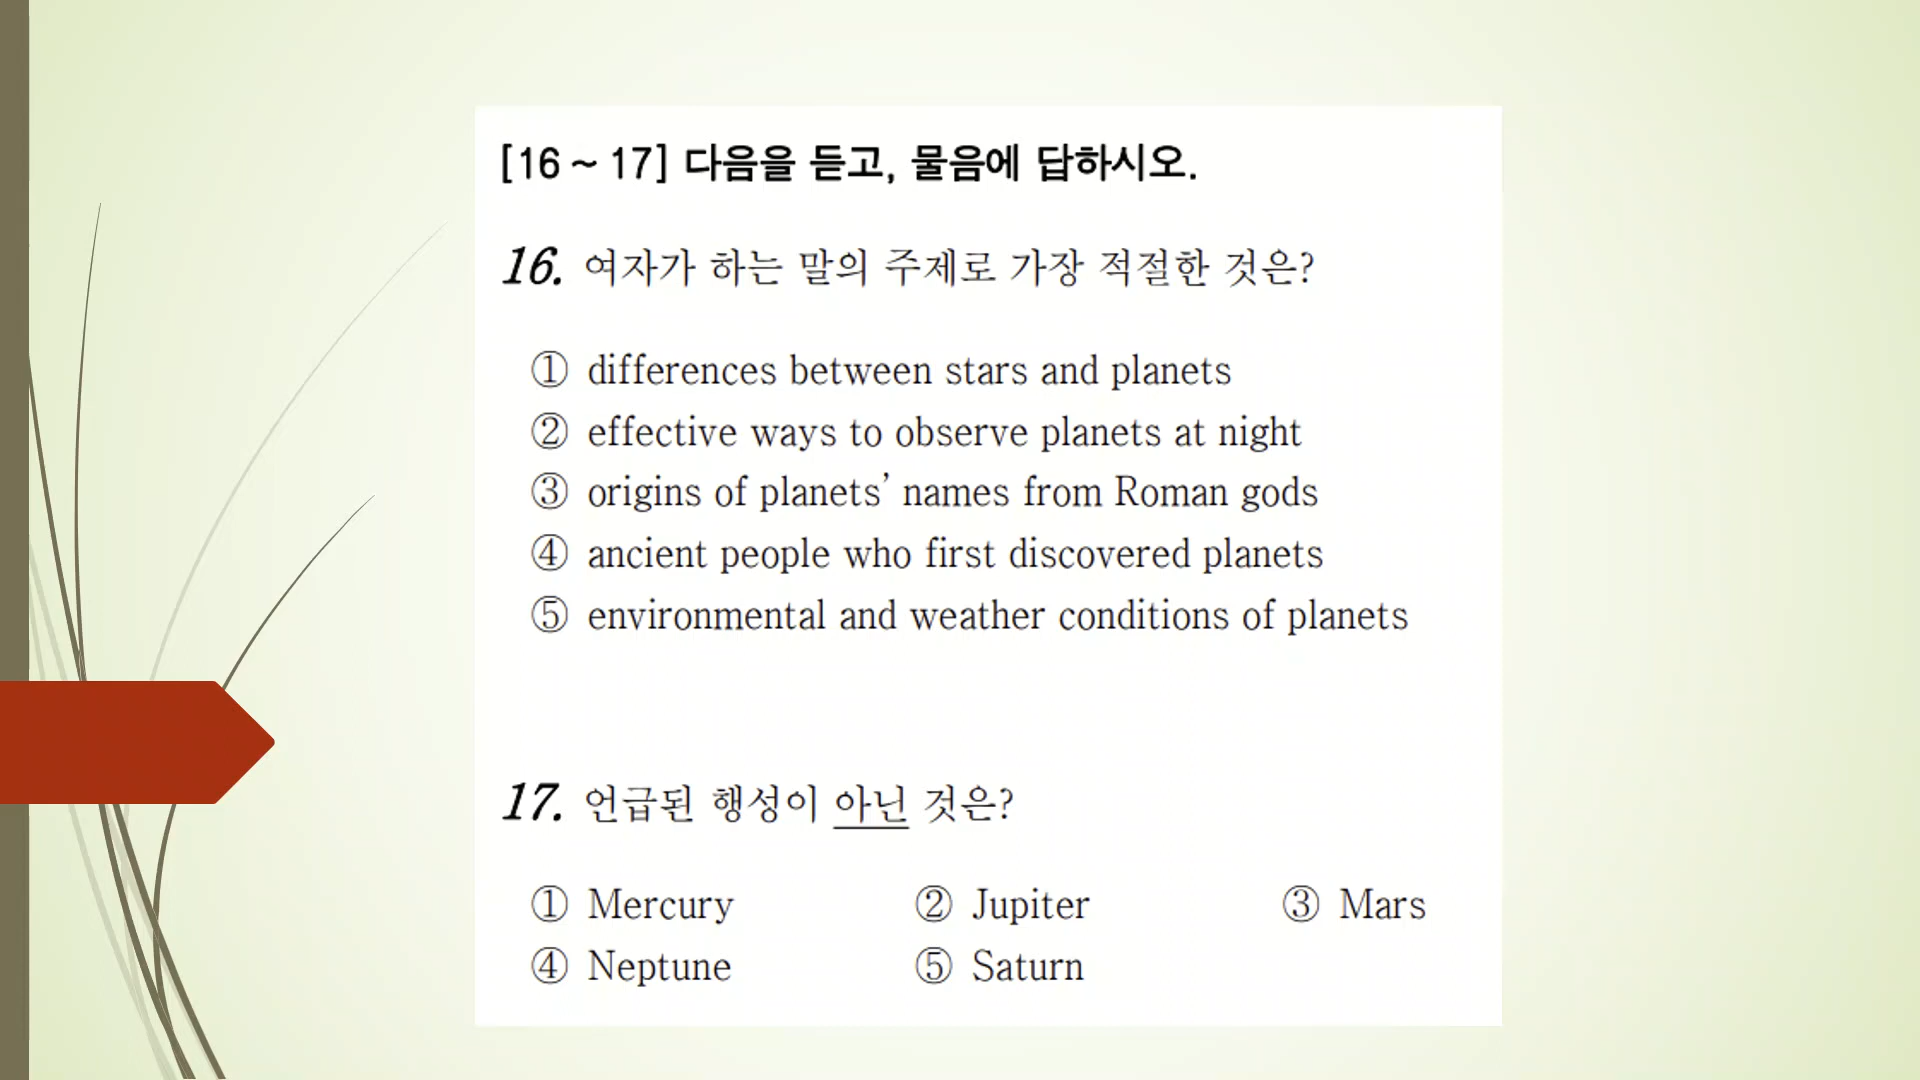 [16 ~ 17] 다음을 듣고, 물음에 답하시오.
16. 여자가 하는 말의 주제로 가장 적절한 것은?
① differences between stars and planets
② effective ways to observe planets at night
③ origins of planets’ names from Roman gods
④ ancient people who first discovered planets
⑤ environmental and weather conditions of planets
17. 언급된 행성이 아닌 것은?
① Mercury ② Jupiter ③ Mars
④ Neptune ⑤ Saturn